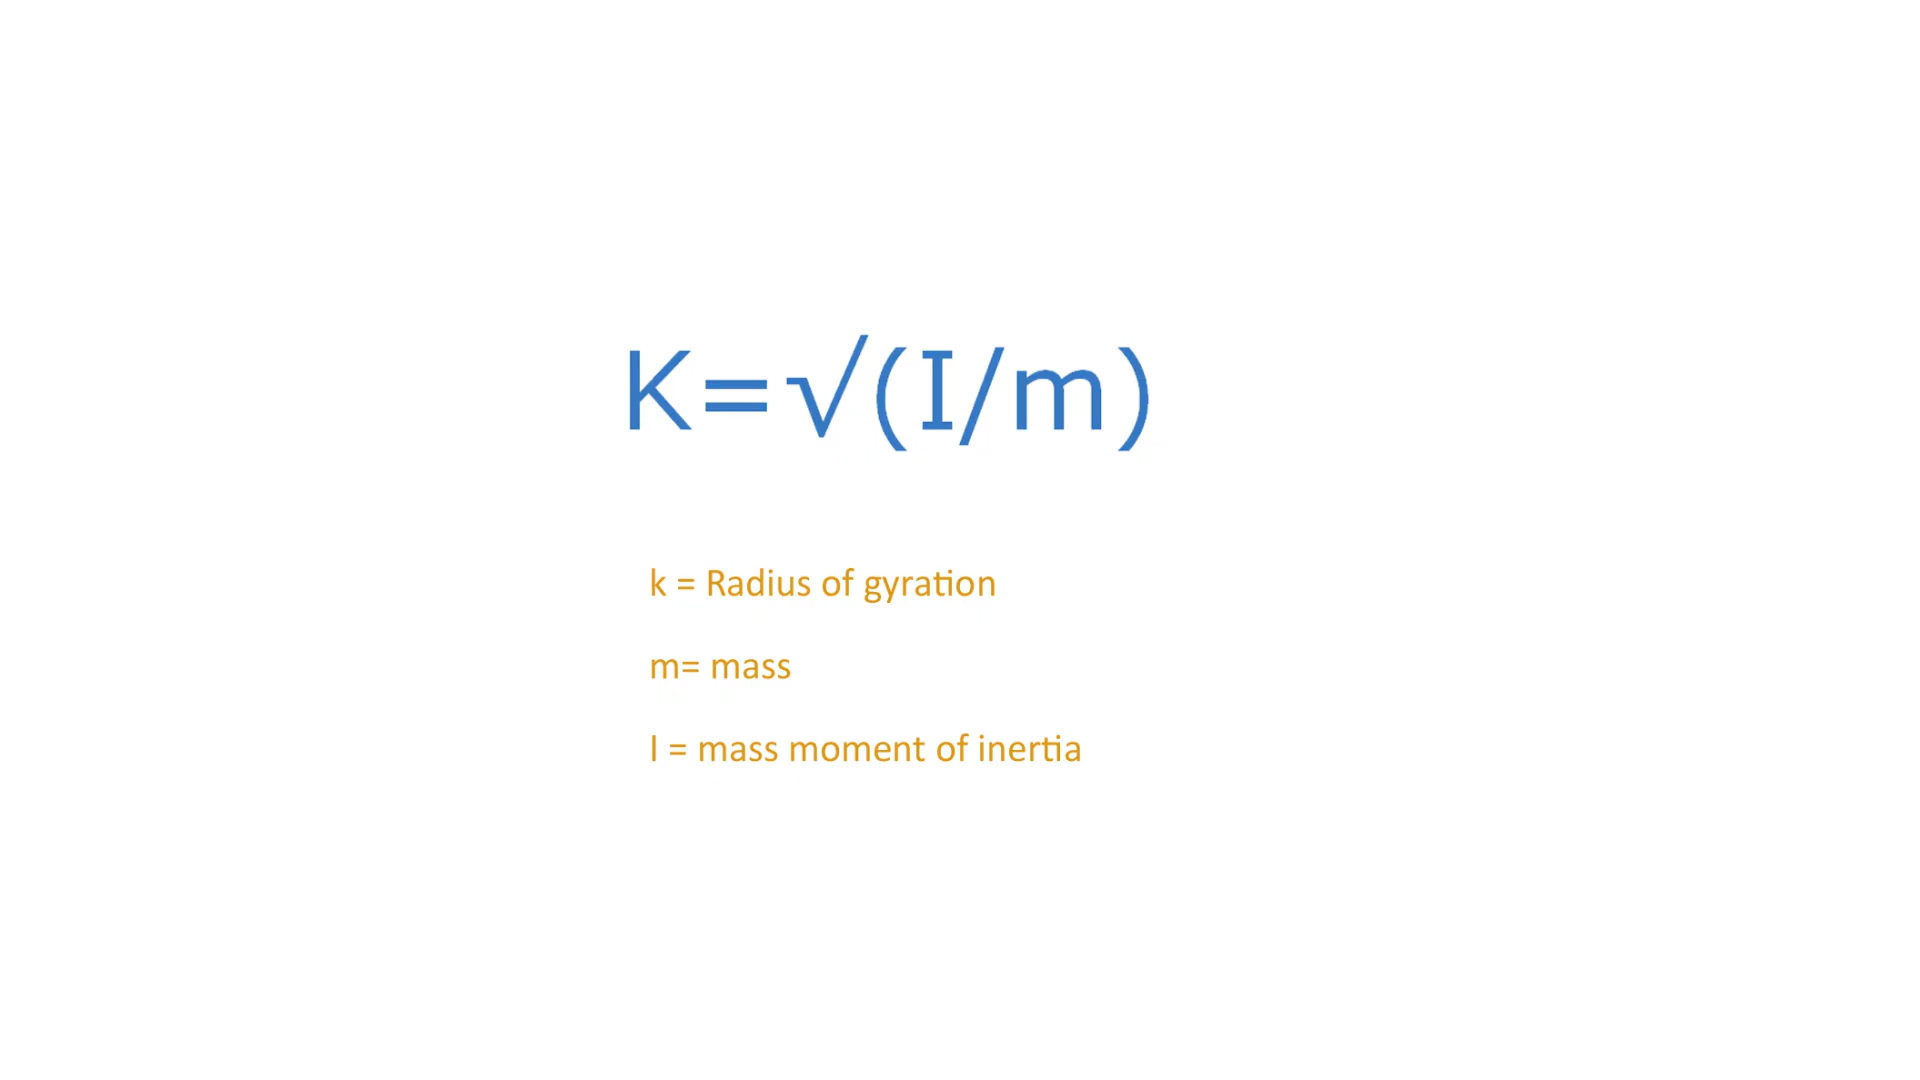 K=√(I/m)
k = Radius of gyration
m= mass
I = mass moment of inertia